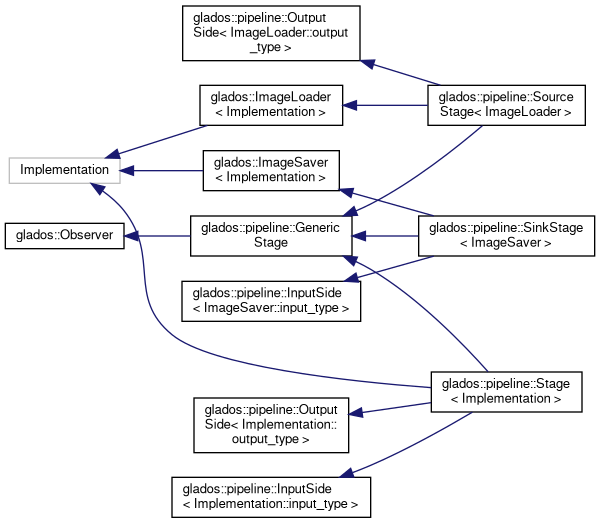 glados::pipeline::Output
Side< ImageLoader::output
_type >
glados::ImageLoader
< Implementation >
glados::pipeline::Source
Stage< ImageLoader >
Implementation
glados::ImageSaver
< Implementation >
glados::Observer
glados::pipeline::Generic
Stage
glados::pipeline::SinkStage
< ImageSaver >
glados::pipeline::InputSide
< ImageSaver::input_type >
glados::pipeline::Stage
< Implementation >
glados::pipeline::Output
Side< Implementation::
output_type >
glados::pipeline::InputSide
< Implementation::input_type >